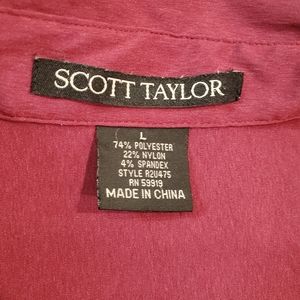 SCOTT TAYLOR
L
74% POLYESTER
22% NYLON
4% SPANDEX
STYLE R2U475
RN 59919
MADE IN CHINA